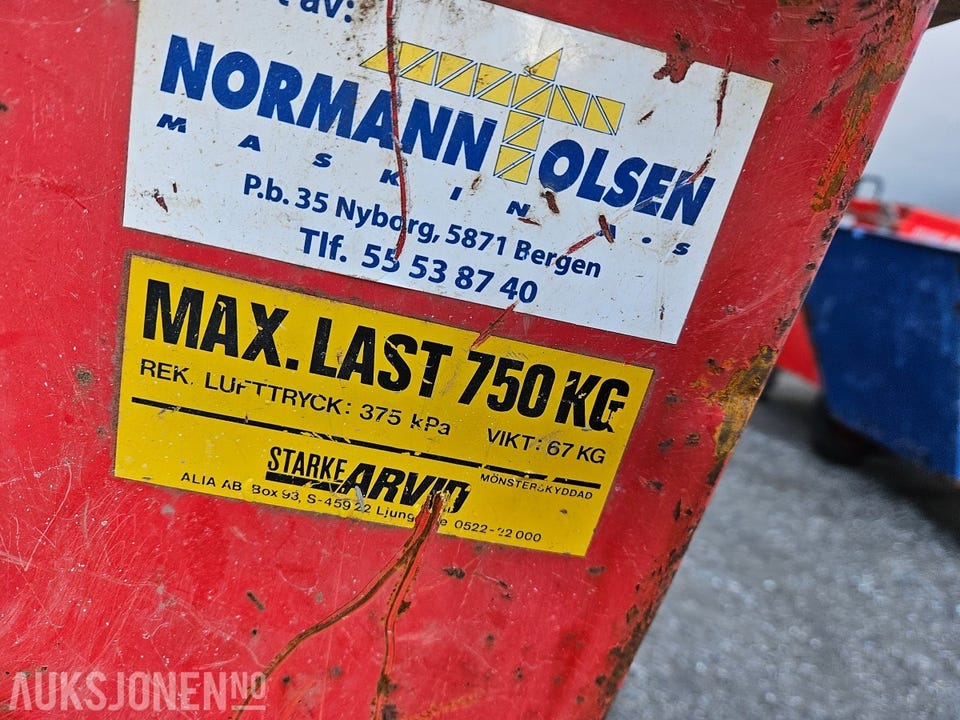 av:
NORMANN OLSEN
MASKIN A·S
P.b. 35 Nyborg, 5871 Bergen
Tlf. 55 53 87 40
MAX. LAST 750 KG
REK. LUFTTRYCK: 375 kPa VIKT: 67 KG
STARKE ARVID MÖNSTERSKYDDAD
ALIA AB Box 93, S-459 22 0522-22 000
AUKSJONEN.NO